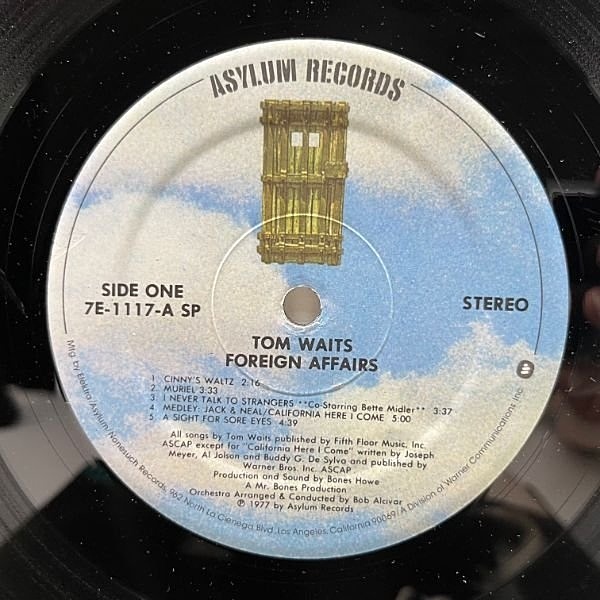 ASYLUM RECORDS
SIDE ONE
7E-1117-A SP
STEREO
TOM WAITS
FOREIGN AFFAIRS
1. CINNY'S WALTZ 2:16
2. MURIEL 3:33
3. I NEVER TALK TO STRANGERS **Co-Starring Bette Midler** 3:37
4. MEDLEY: JACK & NEAL/CALIFORNIA HERE I COME 5:00
5. A SIGHT FOR SORE EYES 4:39
All songs by Tom Waits published by Fifth Floor Music, Inc.
ASCAP except for "California Here I Come" written by Joseph
Meyer, Al Jolson and Buddy G. De Sylva and published by
Warner Bros. Inc. ASCAP
Production and Sound by Bones Howe
A Mr. Bones Production
Orchestra Arranged & Conducted by Bob Alcivar
℗ 1977 by Asylum Records
Mfg. by Elektra/Asylum/Nonesuch Records, 962 North La Cienega Blvd., Los Angeles, California 90069/A Division of Warner Communications Inc.